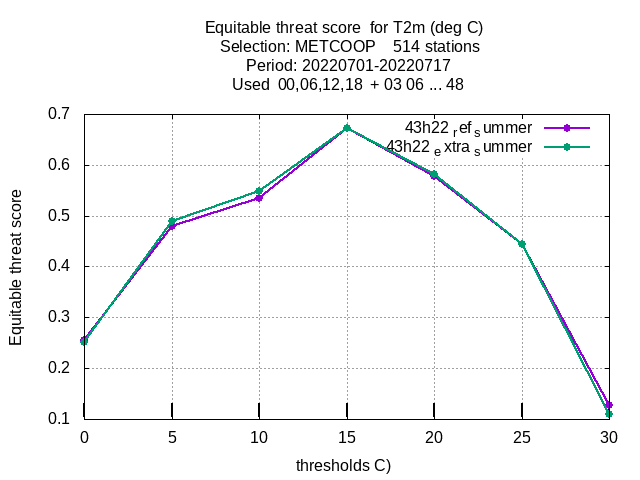 Equitable threat score for T2m (deg C)
Selection: METCOOP 514 stations
Period: 20220701-20220717
Used 00,06,12,18 + 03 06 ... 48
43h22 ref summer
43h22 extra summer
Equitable threat score
0.7
0.6
0.5
0.4
0.3
0.2
0.1
0 5 10 15 20 25 30
thresholds C)